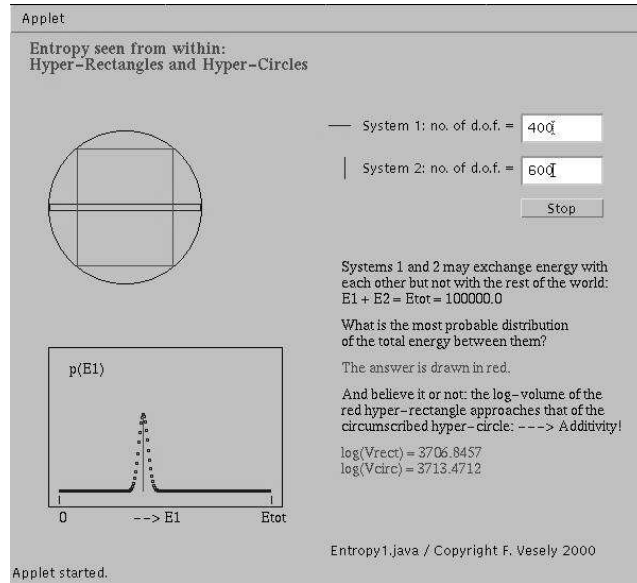 Applet
Entropy seen from within:
Hyper-Rectangles and Hyper-Circles
System 1: no. of d.o.f. = 400
System 2: no. of d.o.f. = 600
Stop
Systems 1 and 2 may exchange energy with
each other but not with the rest of the world:
E1 + E2 = Etot = 100000.0
What is the most probable distribution
of the total energy between them?
The answer is drawn in red.
And believe it or not: the log-volume of the
red hyper-rectangle approaches that of the
circumscribed hyper-circle: ---> Additivity!
log(Vrect) = 3706.8457
log(Vcirc) = 3713.4712
p(E1)
0 --> E1 Etot
Entropy1.java / Copyright F. Vesely 2000
Applet started.